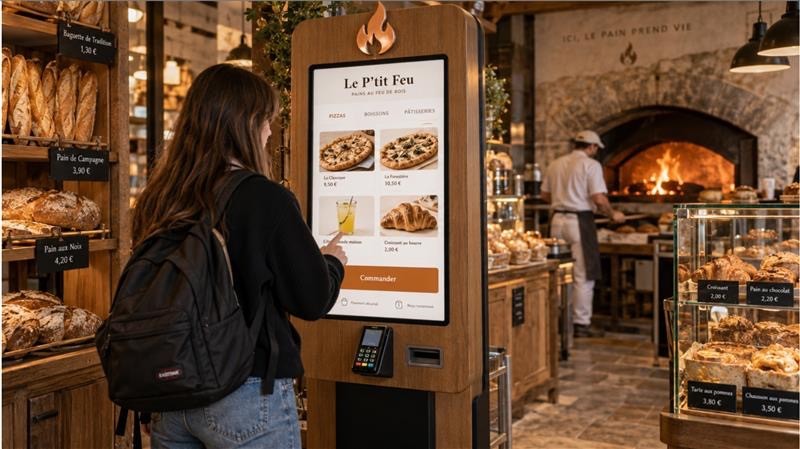 Baguette de Tradition
1,30 €
Pain de Campagne
3,90 €
Pain aux Noix
4,20 €
EASTPAK
Le P'tit Feu
PAINS AU FEU DE BOIS
PIZZAS
BOISSONS
PÂTISSERIES
La Classique
9,50 €
La Forestière
10,50 €
maison
Croissant au beurre
2,00 €
Commander
Paiement sécurisé
ICI, LE PAIN PREND VIE
Croissant
2,00 €
Pain au chocolat
2,20 €
Tarte aux pommes
3,80 €
Chausson aux pommes
3,50 €